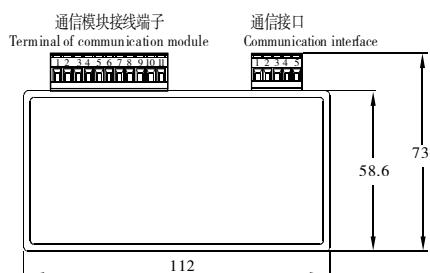 通信模块接线端子 通信接口
Terminal of communication module Communication interface
1 2 3 4 5 6 7 8 9 10 11 1 2 3 4 5
73
58.6
112